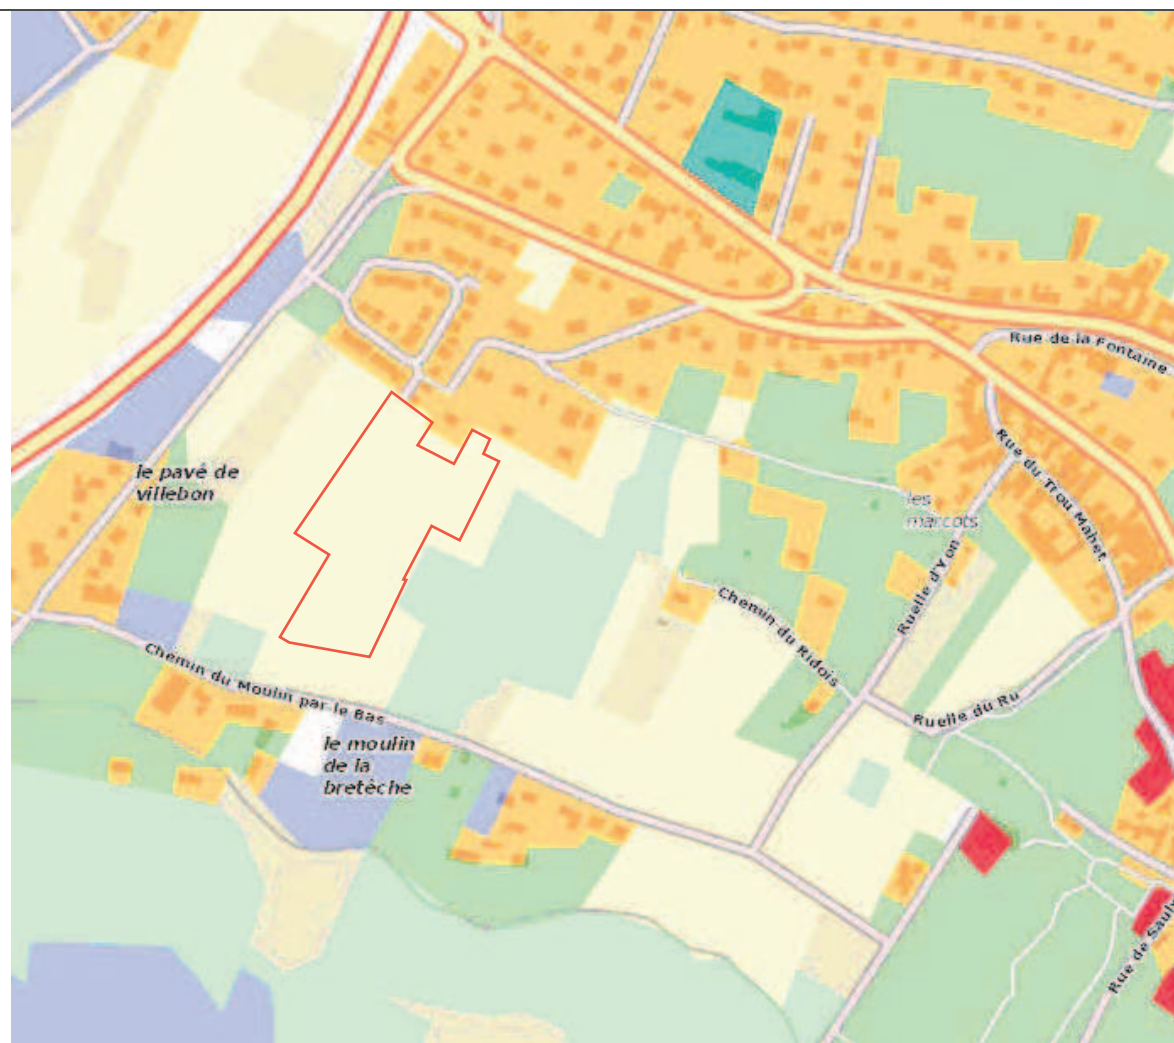 Rue de la Fontaine
Rue du Trou Mahet
le pavé de
villebon
les
marcots
Ruelle d'Yon
Chemin du Ridois
Chemin du Moulin par le Bas
Ruelle du Ru
le moulin
de la
bretèche
Rue de Saulx